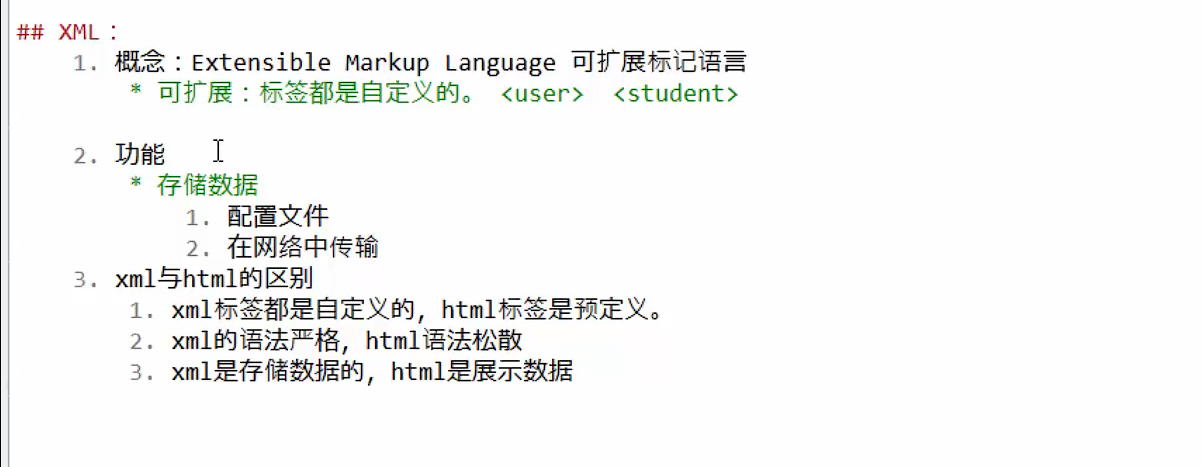 ## XML：
1. 概念：Extensible Markup Language 可扩展标记语言
* 可扩展：标签都是自定义的。 <user> <student>
2. 功能
* 存储数据
1. 配置文件
2. 在网络中传输
3. xml与html的区别
1. xml标签都是自定义的，html标签是预定义。
2. xml的语法严格，html语法松散
3. xml是存储数据的，html是展示数据